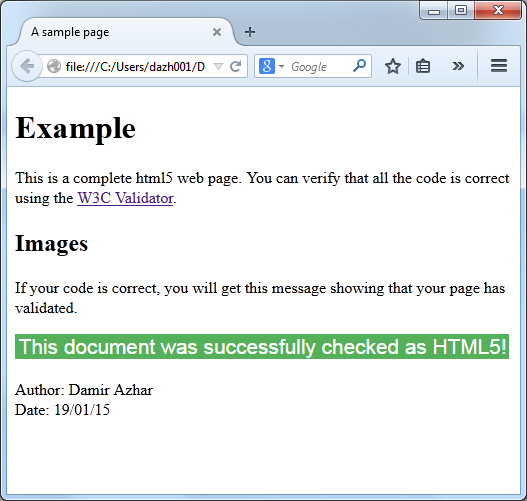 A sample page
file:///C:/Users/dazh001/D
Google
Example
This is a complete html5 web page. You can verify that all the code is correct
using the W3C Validator.
Images
If your code is correct, you will get this message showing that your page has
validated.
This document was successfully checked as HTML5!
Author: Damir Azhar
Date: 19/01/15